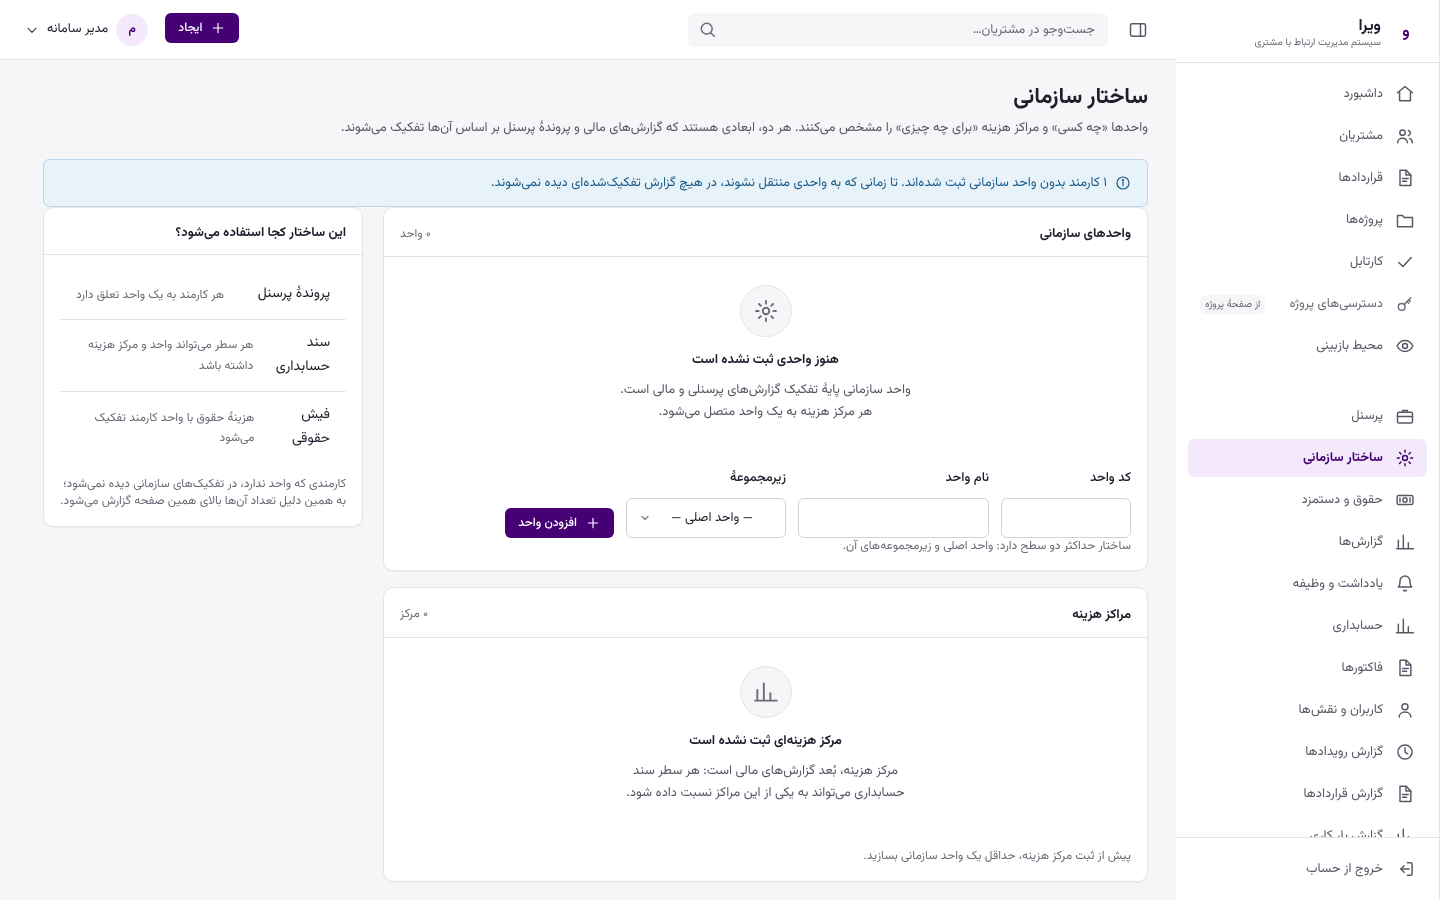 و
ویرا
سیستم مدیریت ارتباط با مشتری
داشبورد
مشتریان
قراردادها
پروژه‌ها
کارتابل
دسترسی‌های پروژه
از صفحهٔ پروژه
محیط بازبینی
پرسنل
ساختار سازمانی
حقوق و دستمزد
گزارش‌ها
یادداشت و وظیفه
حسابداری
فاکتورها
کاربران و نقش‌ها
گزارش رویدادها
گزارش قراردادها
گزارش بار کاری
خروج از حساب
جست‌وجو در مشتریان…
ایجاد
م
مدیر سامانه
ساختار سازمانی
واحدها «چه کسی» و مراکز هزینه «برای چه چیزی» را مشخص می‌کنند. هر دو، ابعادی هستند که گزارش‌های مالی و پروندهٔ پرسنل بر اساس آن‌ها تفکیک می‌شوند.
۱ کارمند بدون واحد سازمانی ثبت شده‌اند. تا زمانی که به واحدی منتقل نشوند، در هیچ گزارش تفکیک‌شده‌ای دیده نمی‌شوند.
واحدهای سازمانی
۰ واحد
هنوز واحدی ثبت نشده است
واحد سازمانی پایهٔ تفکیک گزارش‌های پرسنلی و مالی است.
هر مرکز هزینه به یک واحد متصل می‌شود.
کد واحد
نام واحد
زیرمجموعهٔ
— واحد اصلی —
افزودن واحد
ساختار حداکثر دو سطح دارد: واحد اصلی و زیرمجموعه‌های آن.
مراکز هزینه
۰ مرکز
مرکز هزینه‌ای ثبت نشده است
مرکز هزینه، بُعد گزارش‌های مالی است: هر سطر سند
حسابداری می‌تواند به یکی از این مراکز نسبت داده شود.
پیش از ثبت مرکز هزینه، حداقل یک واحد سازمانی بسازید.
این ساختار کجا استفاده می‌شود؟
پروندهٔ پرسنل
هر کارمند به یک واحد تعلق دارد
سند
حسابداری
هر سطر می‌تواند واحد و مرکز هزینه
داشته باشد
فیش
حقوقی
هزینهٔ حقوق با واحد کارمند تفکیک
می‌شود
کارمندی که واحد ندارد، در تفکیک‌های سازمانی دیده نمی‌شود؛
به همین دلیل تعداد آن‌ها بالای همین صفحه گزارش می‌شود.